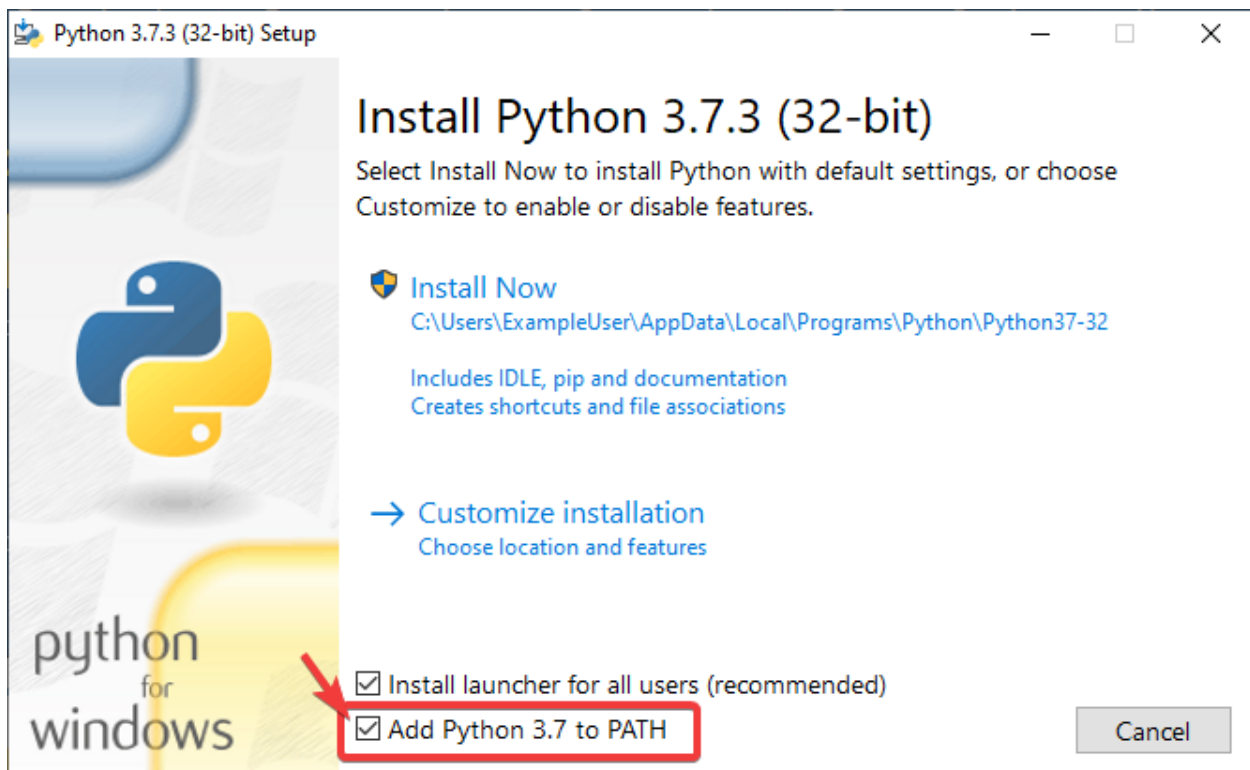 Python 3.7.3 (32-bit) Setup
Install Python 3.7.3 (32-bit)
Select Install Now to install Python with default settings, or choose
Customize to enable or disable features.
Install Now
C:\Users\ExampleUser\AppData\Local\Programs\Python\Python37-32
Includes IDLE, pip and documentation
Creates shortcuts and file associations
Customize installation
Choose location and features
python
for
windows
Install launcher for all users (recommended)
Add Python 3.7 to PATH
Cancel